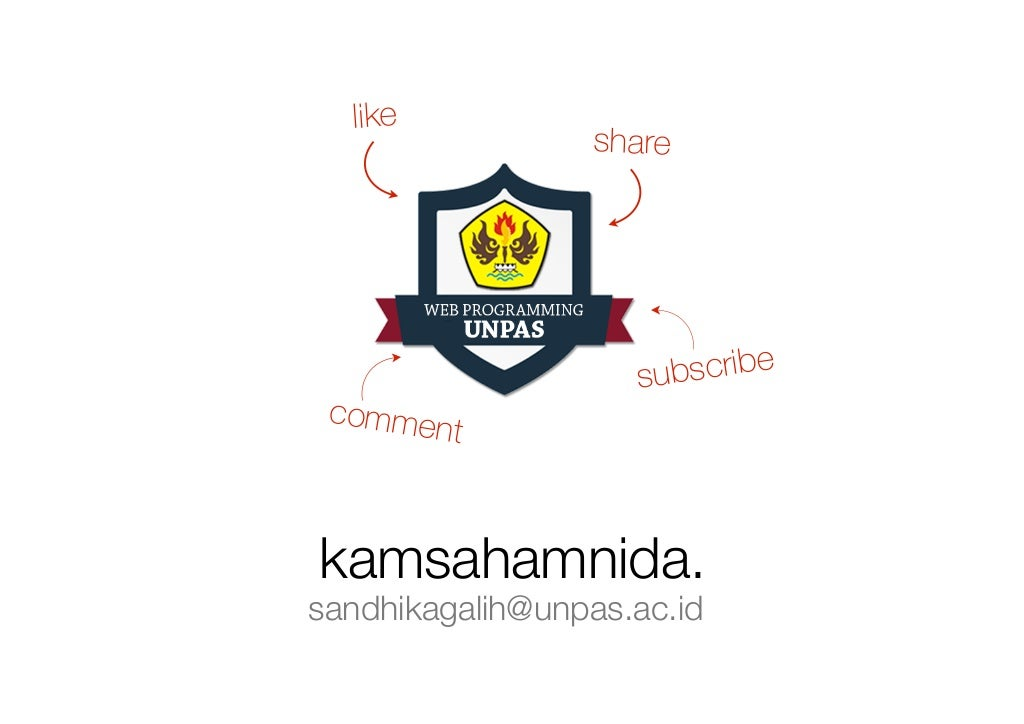 like
share
WEB PROGRAMMING
UNPAS
subscribe
comment
kamsahamnida.
sandhikagalih@unpas.ac.id